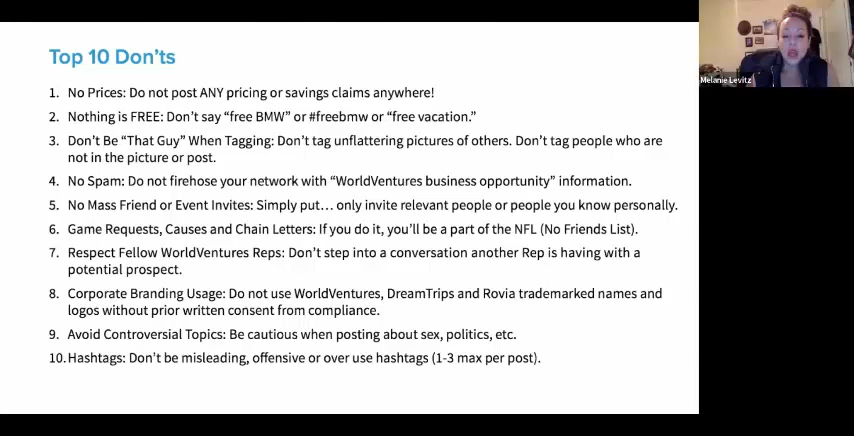 Top 10 Don'ts
1. No Prices: Do not post ANY pricing or savings claims anywhere!
2. Nothing is FREE: Don't say “free BMW” or #freebmw or “free vacation.”
3. Don't Be “That Guy” When Tagging: Don't tag unflattering pictures of others. Don't tag people who are
not in the picture or post.
4. No Spam: Do not firehose your network with “WorldVentures business opportunity” information.
5. No Mass Friend or Event Invites: Simply put… only invite relevant people or people you know personally.
6. Game Requests, Causes and Chain Letters: If you do it, you'll be a part of the NFL (No Friends List).
7. Respect Fellow WorldVentures Reps: Don't step into a conversation another Rep is having with a
potential prospect.
8. Corporate Branding Usage: Do not use WorldVentures, DreamTrips and Rovia trademarked names and
logos without prior written consent from compliance.
9. Avoid Controversial Topics: Be cautious when posting about sex, politics, etc.
10. Hashtags: Don't be misleading, offensive or over use hashtags (1-3 max per post).
Melanie Levitz